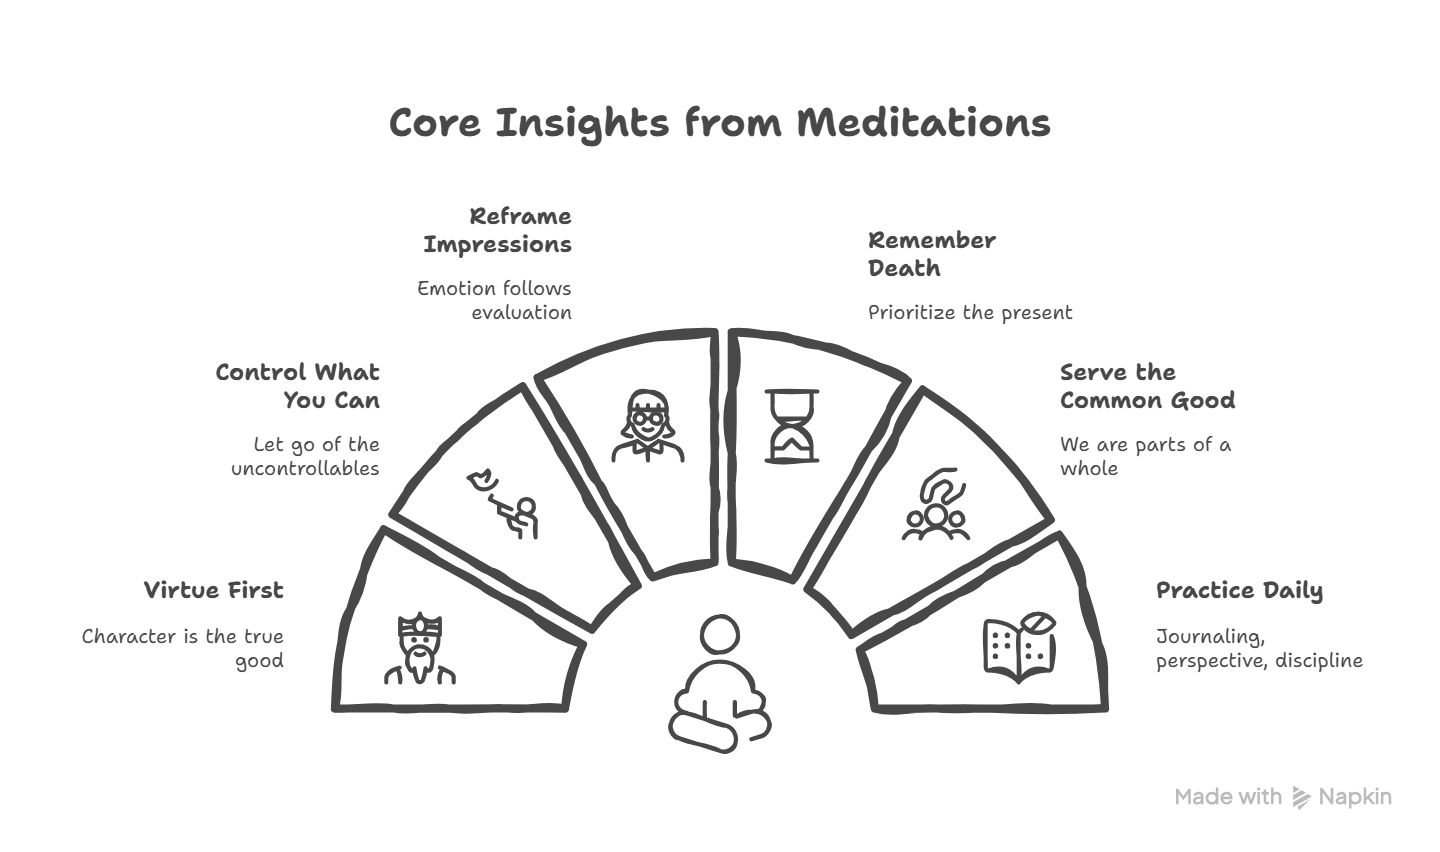 Core Insights from Meditations
Reframe
Impressions
Emotion follows
evaluation
Remember
Death
Prioritize the present
Control What
You Can
Let go of the
uncontrollables
Serve the
Common Good
We are parts of a
whole
Virtue First
Character is the true
good
Practice Daily
Journaling,
perspective, discipline
Made with Napkin